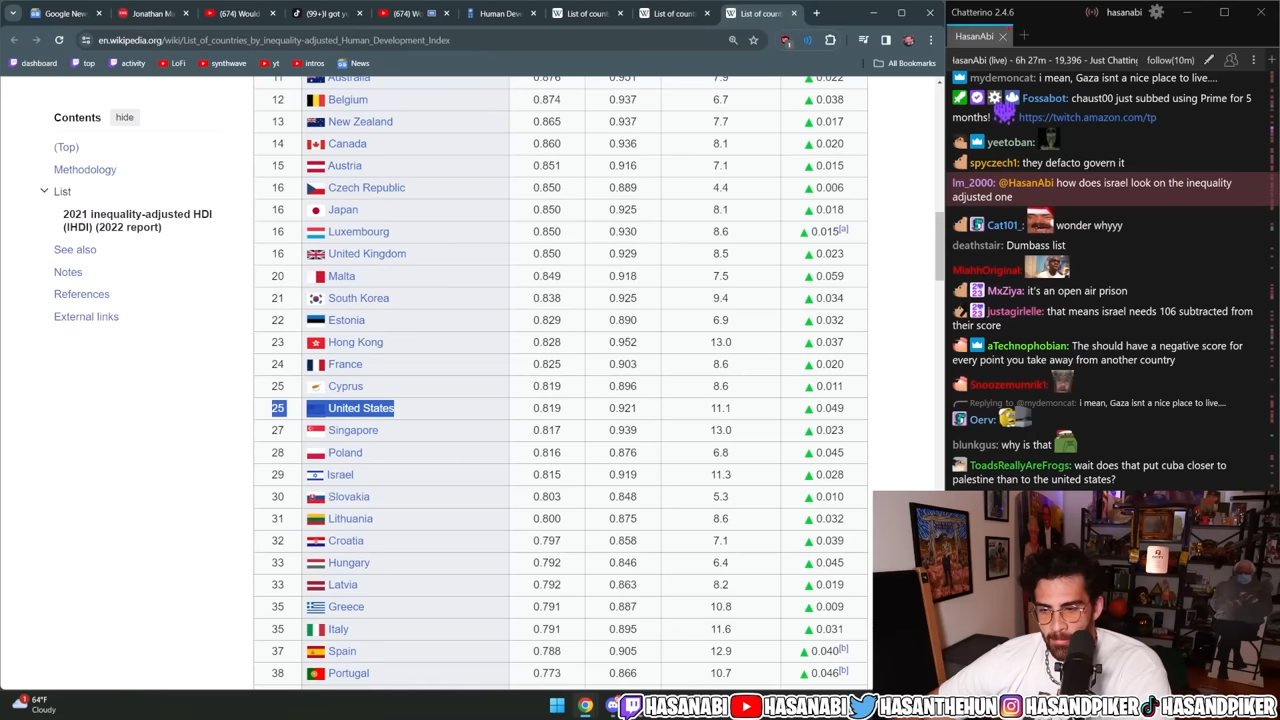 Google New
Jonathan M
(674) Would
(99+)I got y
(674) W
Human Dev
List of coun
List of coun
List of coun
en.wikipedia.org/wiki/List_of_countries_by_inequality-adjusted_Human_Development_Index
dashboard
top
activity
LoFi
synthwave
yt
intros
News
All Bookmarks
Contents
hide
(Top)
Methodology
List
2021 inequality-adjusted HDI
(IHDI) (2022 report)
See also
Notes
References
External links
11 Australia 0.876 0.951 7.9 ▲ 0.022
12 Belgium 0.874 0.937 6.7 ▲ 0.038
13 New Zealand 0.865 0.937 7.7 ▲ 0.017
14 Canada 0.860 0.936 8.1 ▲ 0.020
15 Austria 0.851 0.916 7.1 ▲ 0.015
16 Czech Republic 0.850 0.889 4.4 ▲ 0.006
16 Japan 0.850 0.925 8.1 ▲ 0.018
16 Luxembourg 0.850 0.930 8.6 ▲ 0.015[a]
16 United Kingdom 0.850 0.929 8.5 ▲ 0.023
20 Malta 0.849 0.918 7.5 ▲ 0.059
21 South Korea 0.838 0.925 9.4 ▲ 0.034
22 Estonia 0.829 0.890 6.9 ▲ 0.032
23 Hong Kong 0.828 0.952 13.0 ▲ 0.037
24 France 0.825 0.903 8.6 ▲ 0.020
25 Cyprus 0.819 0.896 8.6 ▲ 0.011
25 United States 0.819 0.921 11.1 ▲ 0.049
27 Singapore 0.817 0.939 13.0 ▲ 0.023
28 Poland 0.816 0.876 6.8 ▲ 0.045
29 Israel 0.815 0.919 11.3 ▲ 0.028
30 Slovakia 0.803 0.848 5.3 ▲ 0.010
31 Lithuania 0.800 0.875 8.6 ▲ 0.032
32 Croatia 0.797 0.858 7.1 ▲ 0.039
33 Hungary 0.792 0.846 6.4 ▲ 0.045
33 Latvia 0.792 0.863 8.2 ▲ 0.019
35 Greece 0.791 0.887 10.8 ▲ 0.009
35 Italy 0.791 0.895 11.6 ▲ 0.031
37 Spain 0.788 0.905 12.9 ▲ 0.040[b]
38 Portugal 0.773 0.866 10.7 ▲ 0.046[b]
Chatterino 2.4.6
hasanabi
HasanAbi
HasanAbi (live) - 6h 27m - 19,396 - Just Chatting
follow(10m)
mydemoncat: i mean, Gaza isnt a nice place to live....
Fossabot: chaust00 just subbed using Prime for 5
months! https://twitch.amazon.com/tp
yeetoban:
spyczech1: they defacto govern it
lm_2000: @HasanAbi how does israel look on the inequality
adjusted one
Cat101_: wonder whyyy
deathstair: Dumbass list
MiahhOriginal:
MxZiya: it's an open air prison
justagirlelle: that means israel needs 106 subtracted from
their score
aTechnophobian: The should have a negative score for
every point you take away from another country
Snoozemumrik1:
Replying to @mydemoncat: i mean, Gaza isnt a nice place to live....
Oerv:
blunkgus: why is that
ToadsReallyAreFrogs: wait does that put cuba closer to
palestine than to the united states?
64°F
Cloudy
HASANABI
HASANABI
HASANTHEHUN
HASANDPIKER
HASANDPIKER